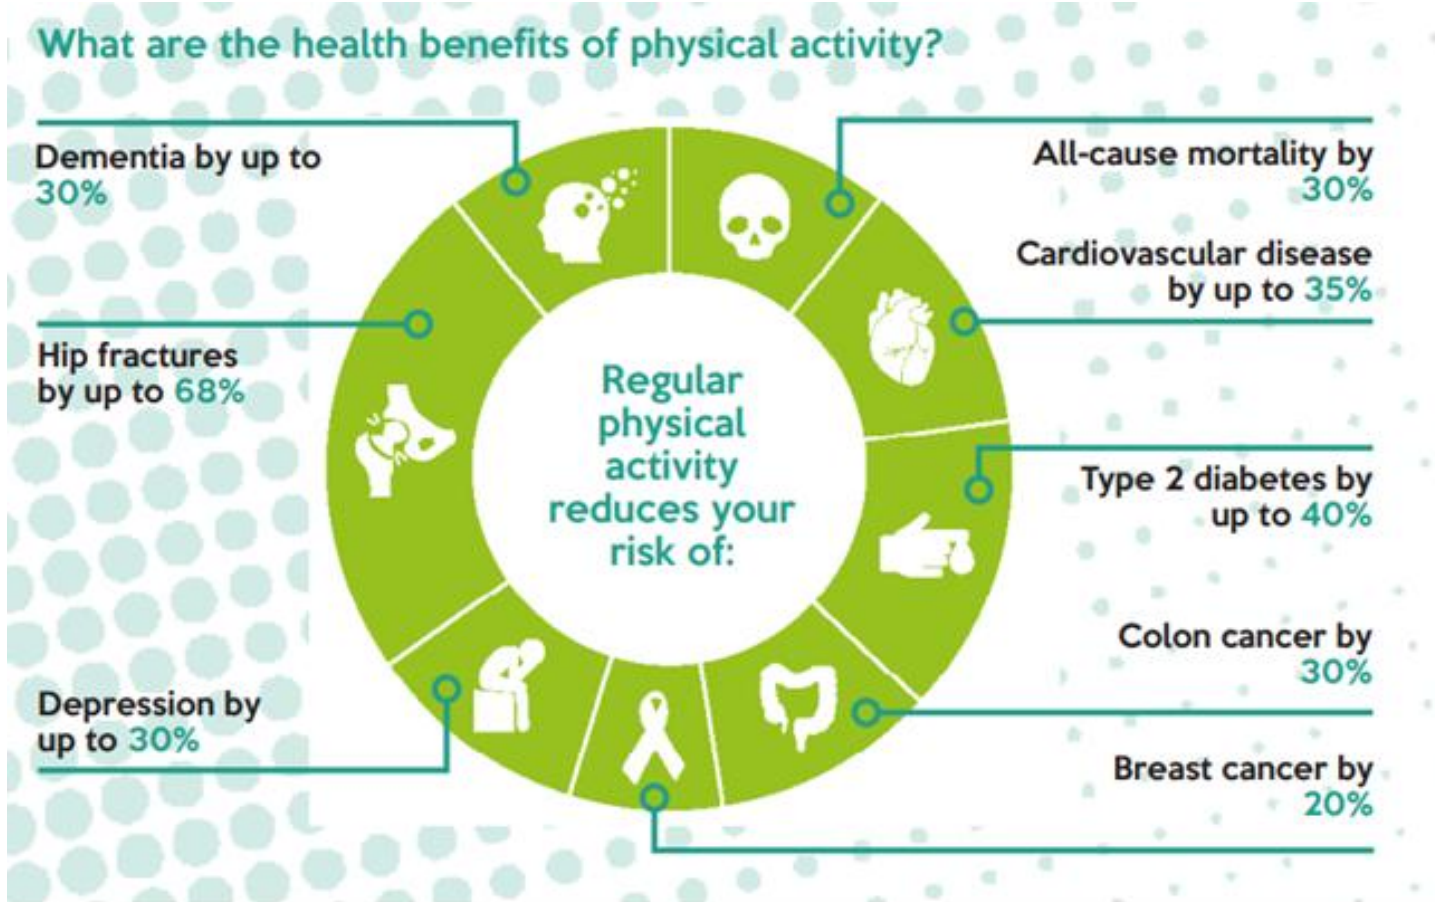 What are the health benefits of physical activity?
Dementia by up to
30%
Hip fractures
by up to 68%
Depression by
up to 30%
Regular
physical
activity
reduces your
risk of:
All-cause mortality by
30%
Cardiovascular disease
by up to 35%
Type 2 diabetes by
up to 40%
Colon cancer by
30%
Breast cancer by
20%